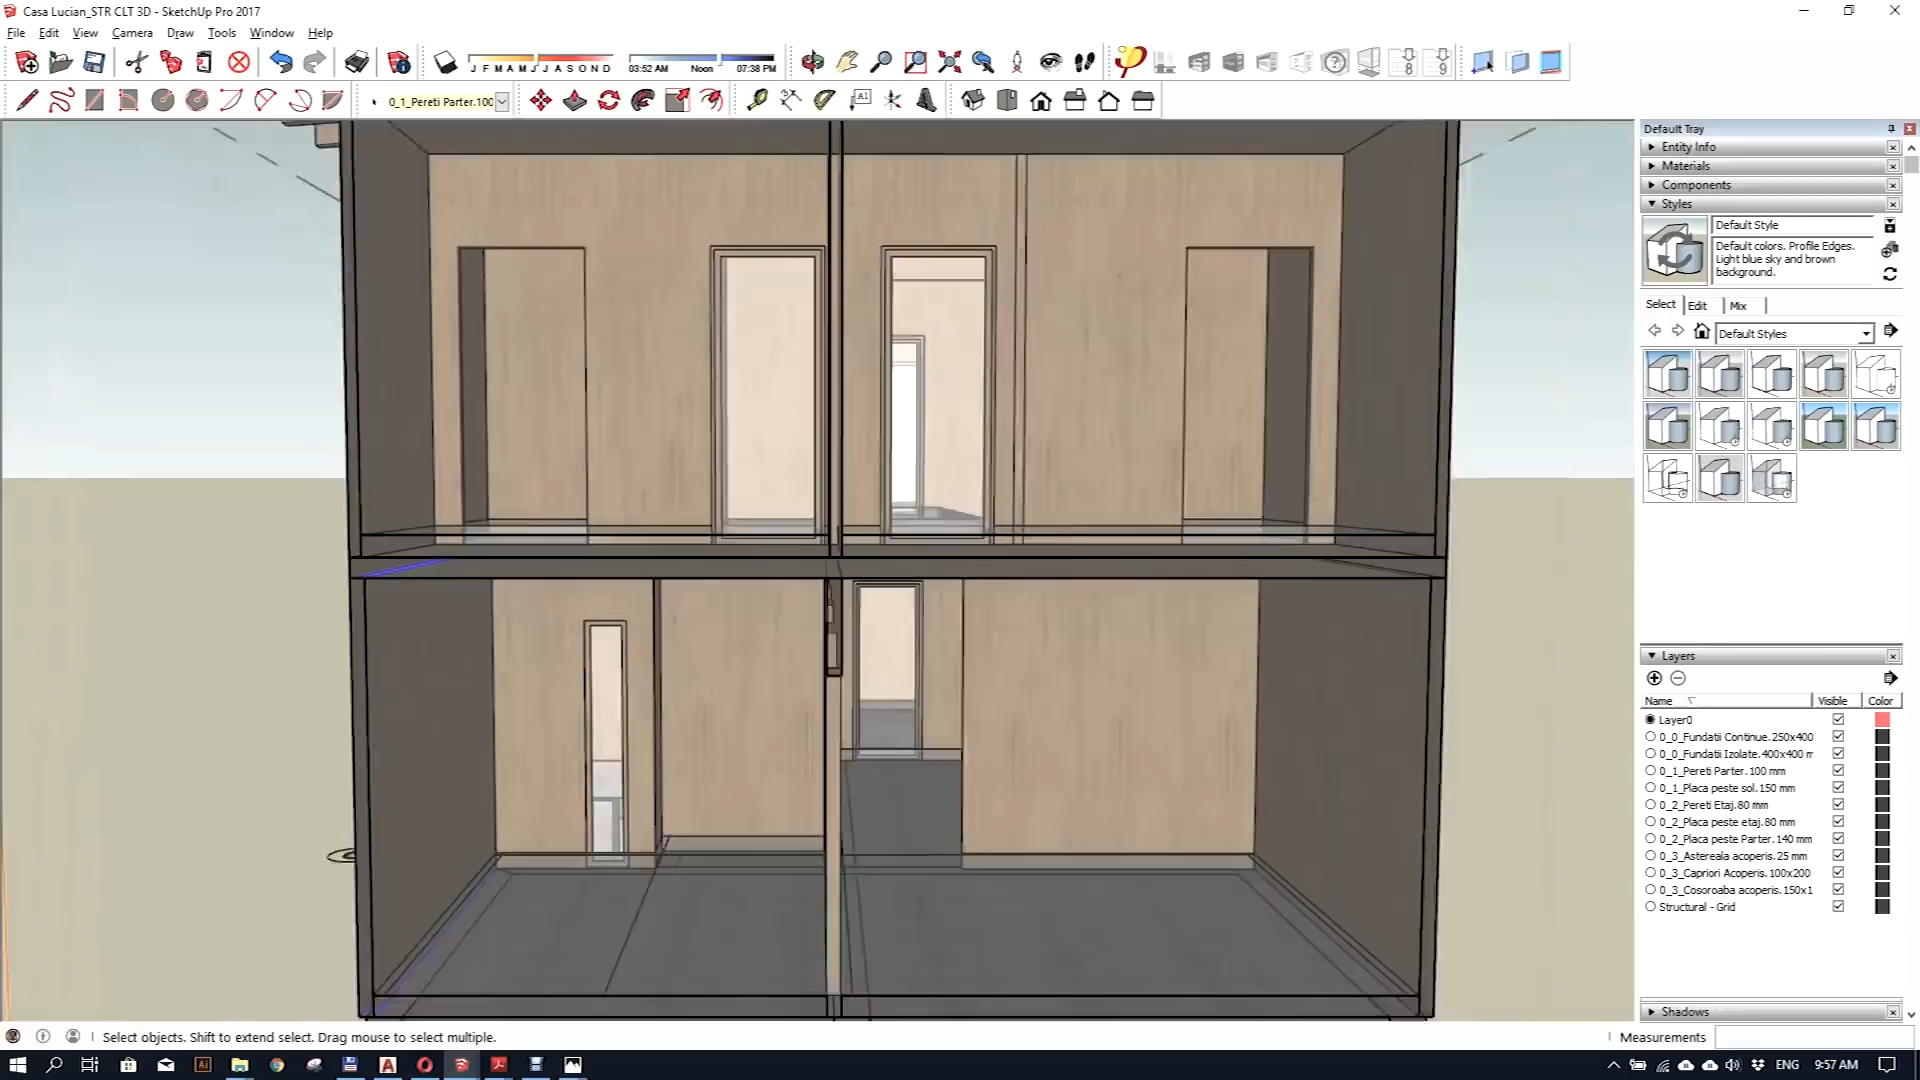 Casa Lucian_STR CLT 3D - SketchUp Pro 2017
File Edit View Camera Draw Tools Window Help
J F M A M J J A S O N D
03:52 AM Noon 07:38 PM
8 9
0_1_Pereti Parter.100
A1
Default Tray
Entity Info
Materials
Components
Styles
Default Style
Default colors. Profile Edges.
Light blue sky and brown
background.
Select Edit Mix
Default Styles
Layers
Name Visible Color
Layer0
0_0_Fundatii Continue.250x400
0_0_Fundatii Izolate.400x400 m
0_1_Pereti Parter.100 mm
0_1_Placa peste sol.150 mm
0_2_Pereti Etaj.80 mm
0_2_Placa peste etaj.80 mm
0_2_Placa peste Parter.140 mm
0_3_Astereala acoperis.25 mm
0_3_Capriori Acoperis.100x200
0_3_Cosoroaba acoperis.150x1
Structural - Grid
Shadows
Select objects. Shift to extend select. Drag mouse to select multiple.
Measurements
Ai
ENG
9:57 AM